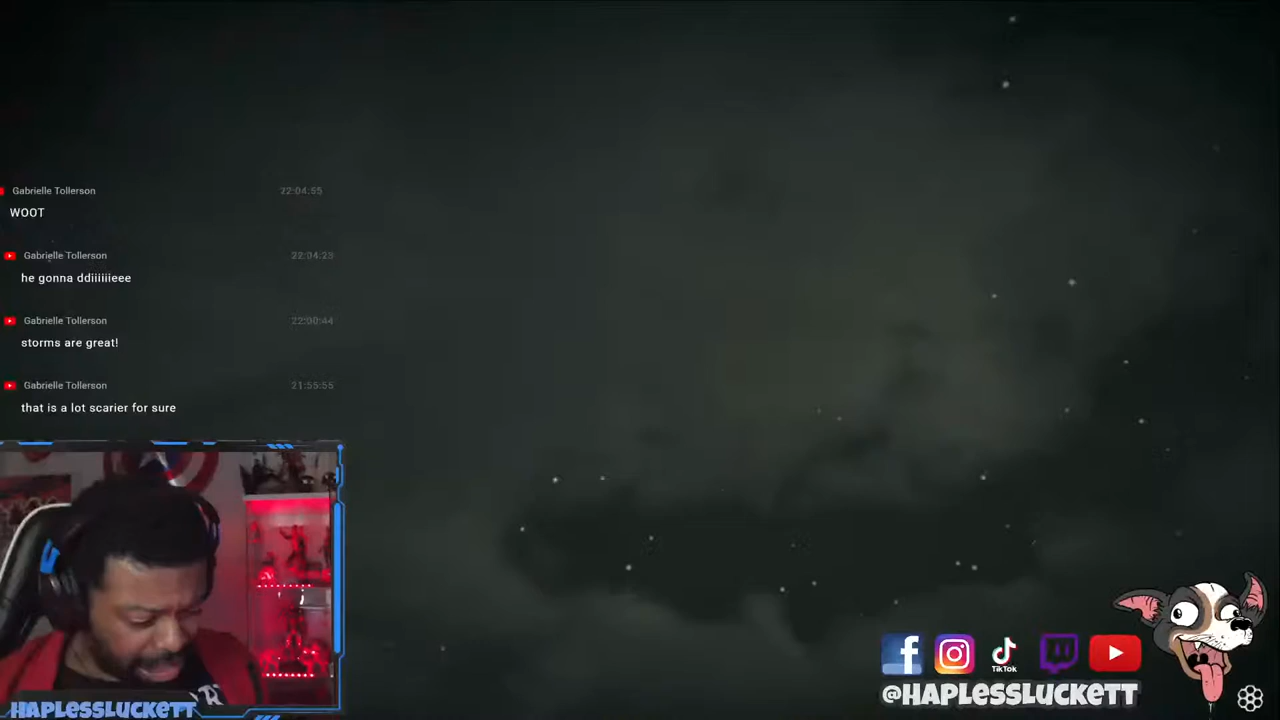 Gabrielle Tollerson 22:04:55
WOOT
Gabrielle Tollerson 22:04:23
he gonna ddiiiiiieee
Gabrielle Tollerson 22:00:44
storms are great!
Gabrielle Tollerson 21:55:55
that is a lot scarier for sure
HAPLESSLUCKETT
TikTok
@HAPLESSLUCKETT